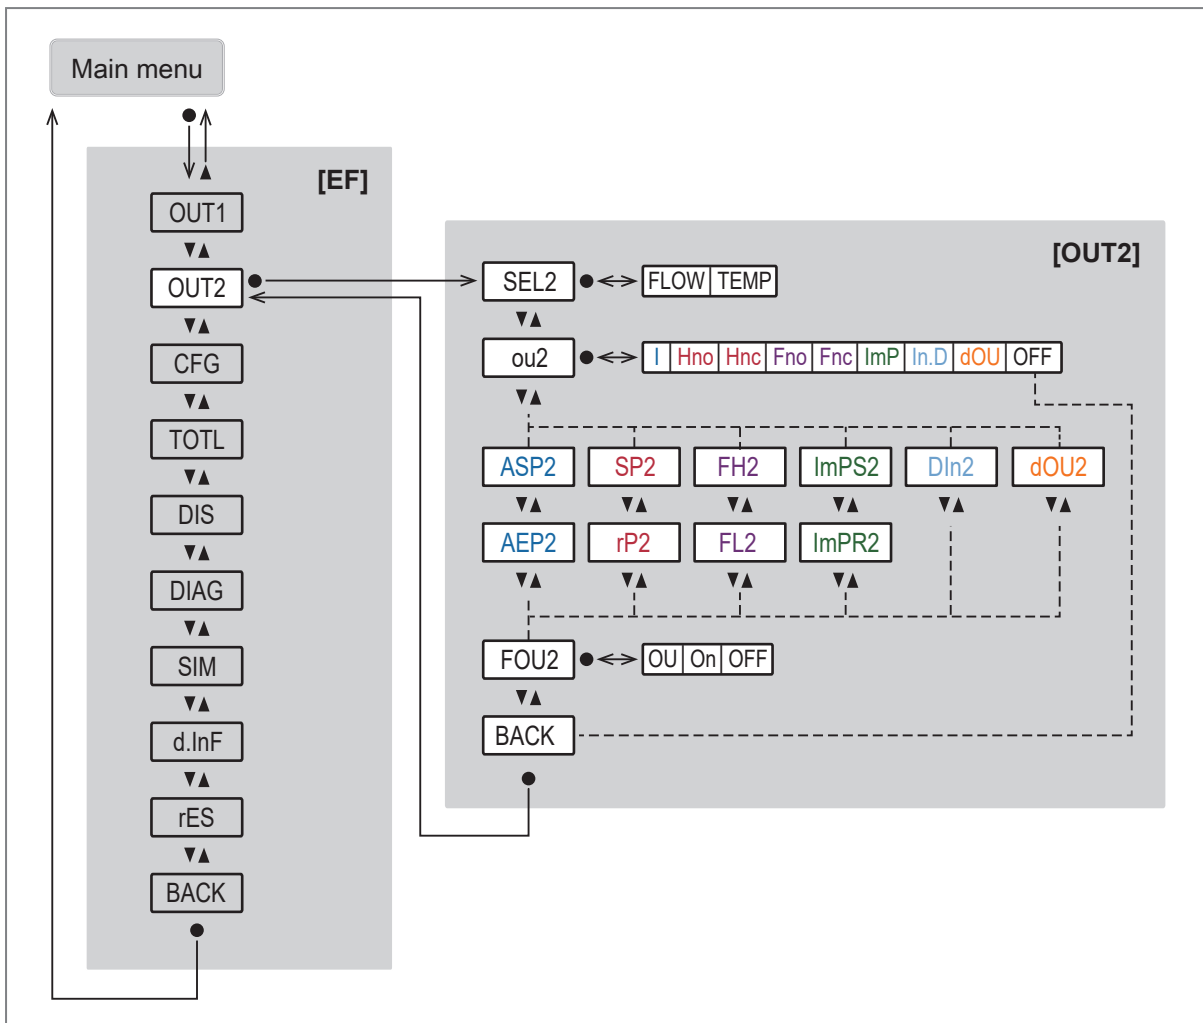 Main menu
[EF]
OUT1
OUT2
CFG
TOTL
DIS
DIAG
SIM
d.InF
rES
BACK
[OUT2]
SEL2 FLOW TEMP
ou2 I Hno Hnc Fno Fnc ImP In.D dOU OFF
ASP2 SP2 FH2 ImPS2 DIn2 dOU2
AEP2 rP2 FL2 ImPR2
FOU2 OU On OFF
BACK